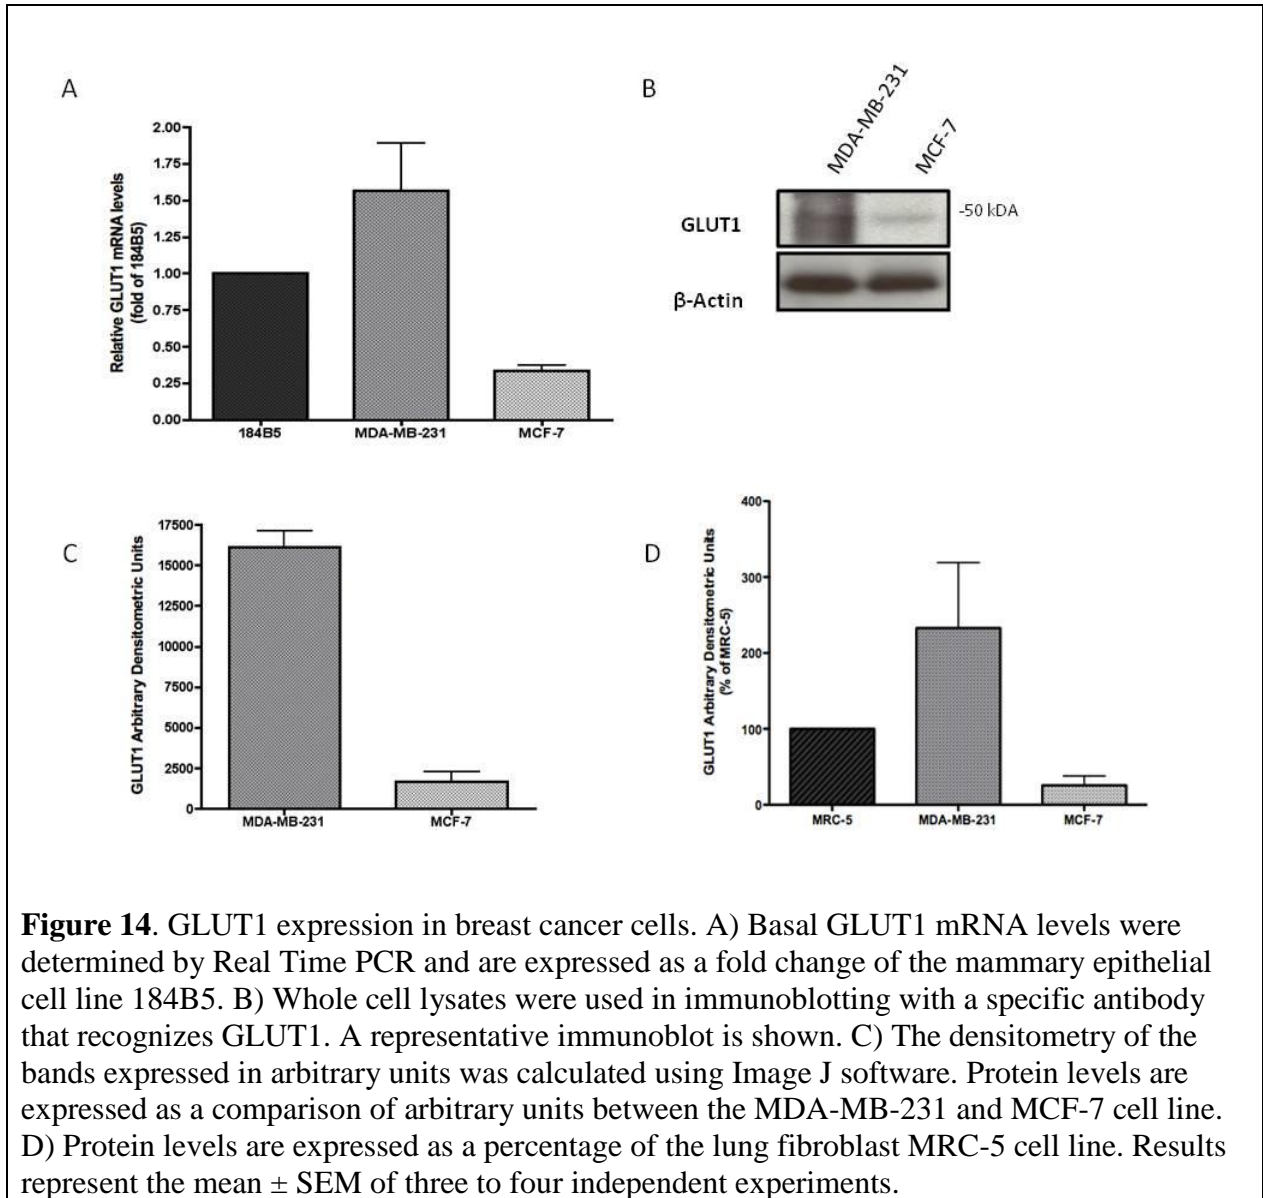 A
Relative GLUT1 mRNA levels
(fold of 184B5)
2.00
1.75
1.50
1.25
1.00
0.75
0.50
0.25
0.00
184B5
MDA-MB-231
MCF-7
B
MDA-MB-231
MCF-7
GLUT1
-50 kDA
β-Actin
C
GLUT1 Arbitrary Densitometric Units
17500
15000
12500
10000
7500
5000
2500
0
MDA-MB-231
MCF-7
D
GLUT1 Arbitrary Densitometric Units
(% of MRC-5)
400
300
200
100
0
MRC-5
MDA-MB-231
MCF-7
Figure 14. GLUT1 expression in breast cancer cells. A) Basal GLUT1 mRNA levels were
determined by Real Time PCR and are expressed as a fold change of the mammary epithelial
cell line 184B5. B) Whole cell lysates were used in immunoblotting with a specific antibody
that recognizes GLUT1. A representative immunoblot is shown. C) The densitometry of the
bands expressed in arbitrary units was calculated using Image J software. Protein levels are
expressed as a comparison of arbitrary units between the MDA-MB-231 and MCF-7 cell line.
D) Protein levels are expressed as a percentage of the lung fibroblast MRC-5 cell line. Results
represent the mean ± SEM of three to four independent experiments.